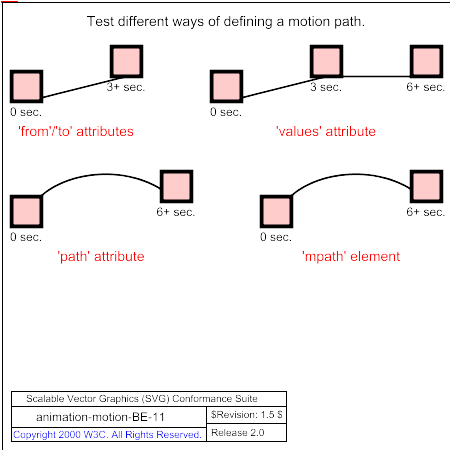 Test different ways of defining a motion path.
3+ sec.
3 sec.
6+ sec.
0 sec.
0 sec.
'from'/'to' attributes
'values' attribute
6+ sec.
6+ sec.
0 sec.
0 sec.
'path' attribute
'mpath' element
Scalable Vector Graphics (SVG) Conformance Suite
animation-motion-BE-11
$Revision: 1.5 $
Copyright 2000 W3C. All Rights Reserved.
Release 2.0